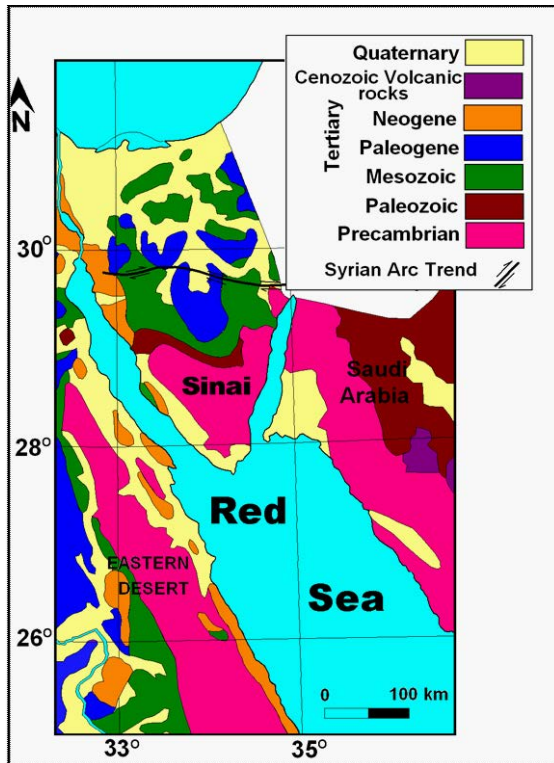 N
Quaternary
Cenozoic Volcanic
rocks
Tertiary
Neogene
Paleogene
Mesozoic
Paleozoic
Precambrian
Syrian Arc Trend
30°
Sinai
Saudi
Arabia
28°
Red
Sea
EASTERN
DESERT
26°
0 100 km
33° 35°